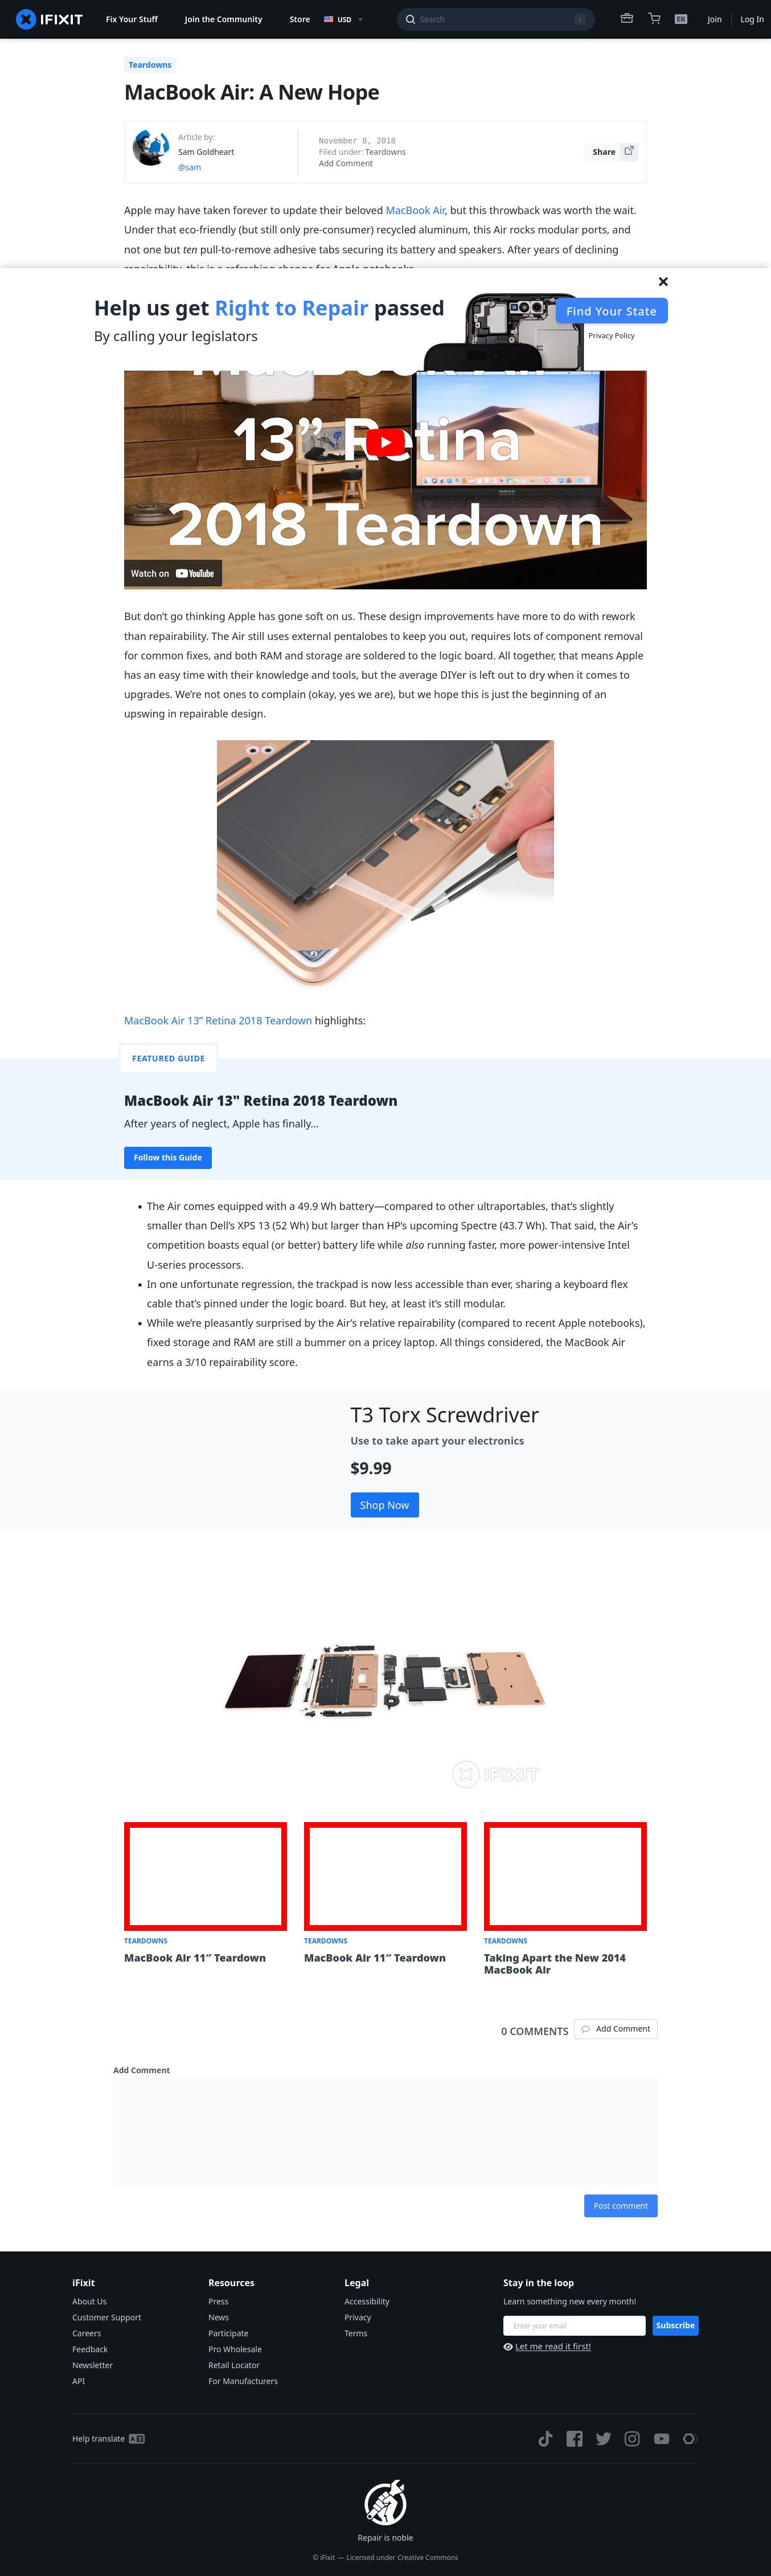 IFIXIT
Fix Your Stuff
Join the Community
Store
USD
Search
/
EN
Join
Log In
Teardowns
MacBook Air: A New Hope
Article by:
Sam Goldheart
@sam
November 8, 2018
Filed under: Teardowns
Add Comment
Share
Apple may have taken forever to update their beloved MacBook Air, but this throwback was worth the wait.
Under that eco-friendly (but still only pre-consumer) recycled aluminum, this Air rocks modular ports, and
not one but ten pull-to-remove adhesive tabs securing its battery and speakers. After years of declining
repairability, this is a refreshing change for Apple notebooks.
Help us get Right to Repair passed
By calling your legislators
Find Your State
Privacy Policy
MacBook Air
13” Retina
2018 Teardown
Watch on YouTube
But don’t go thinking Apple has gone soft on us. These design improvements have more to do with rework
than repairability. The Air still uses external pentalobes to keep you out, requires lots of component removal
for common fixes, and both RAM and storage are soldered to the logic board. All together, that means Apple
has an easy time with their knowledge and tools, but the average DIYer is left out to dry when it comes to
upgrades. We’re not ones to complain (okay, yes we are), but we hope this is just the beginning of an
upswing in repairable design.
MacBook Air 13” Retina 2018 Teardown highlights:
FEATURED GUIDE
MacBook Air 13" Retina 2018 Teardown
After years of neglect, Apple has finally...
Follow this Guide
• The Air comes equipped with a 49.9 Wh battery—compared to other ultraportables, that’s slightly
smaller than Dell’s XPS 13 (52 Wh) but larger than HP’s upcoming Spectre (43.7 Wh). That said, the Air’s
competition boasts equal (or better) battery life while also running faster, more power-intensive Intel
U-series processors.
• In one unfortunate regression, the trackpad is now less accessible than ever, sharing a keyboard flex
cable that’s pinned under the logic board. But hey, at least it’s still modular.
• While we’re pleasantly surprised by the Air’s relative repairability (compared to recent Apple notebooks),
fixed storage and RAM are still a bummer on a pricey laptop. All things considered, the MacBook Air
earns a 3/10 repairability score.
T3 Torx Screwdriver
Use to take apart your electronics
$9.99
Shop Now
IFIXIT
TEARDOWNS
MacBook Air 11″ Teardown
TEARDOWNS
MacBook Air 11″ Teardown
TEARDOWNS
Taking Apart the New 2014
MacBook Air
0 COMMENTS
Add Comment
Add Comment
Post comment
iFixit
About Us
Customer Support
Careers
Feedback
Newsletter
API
Resources
Press
News
Participate
Pro Wholesale
Retail Locator
For Manufacturers
Legal
Accessibility
Privacy
Terms
Stay in the loop
Learn something new every month!
Enter your email
Subscribe
Let me read it first!
Help translate
Repair is noble
© iFixit — Licensed under Creative Commons